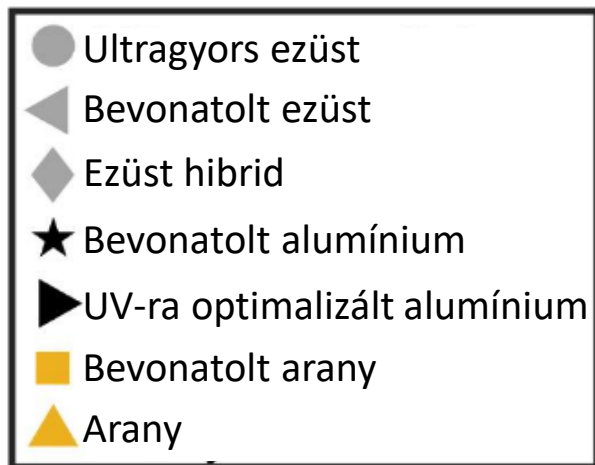 Ultragyors ezüst
Bevonatolt ezüst
Ezüst hibrid
Bevonatolt alumínium
UV-ra optimalizált alumínium
Bevonatolt arany
Arany